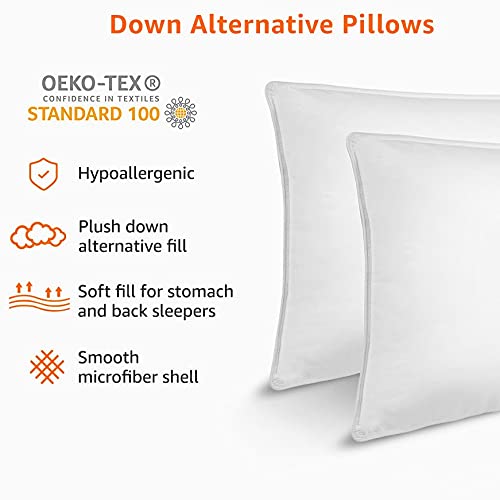 Down Alternative Pillows
OEKO-TEX®
CONFIDENCE IN TEXTILES
STANDARD 100
Hypoallergenic
Plush down
alternative fill
Soft fill for stomach
and back sleepers
Smooth
microfiber shell